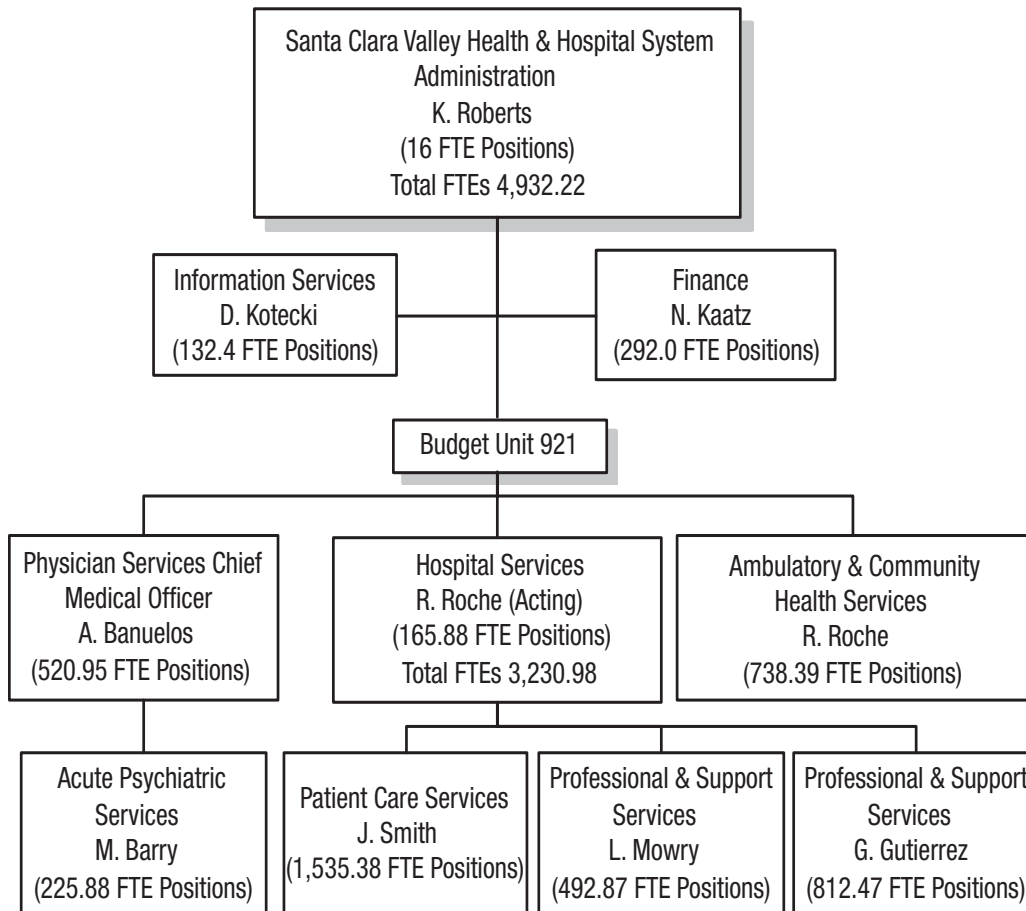 Santa Clara Valley Health & Hospital System
Administration
K. Roberts
(16 FTE Positions)
Total FTEs 4,932.22
Information Services
D. Kotecki
(132.4 FTE Positions)
Finance
N. Kaatz
(292.0 FTE Positions)
Budget Unit 921
Physician Services Chief
Medical Officer
A. Banuelos
(520.95 FTE Positions)
Hospital Services
R. Roche (Acting)
(165.88 FTE Positions)
Total FTEs 3,230.98
Ambulatory & Community
Health Services
R. Roche
(738.39 FTE Positions)
Acute Psychiatric
Services
M. Barry
(225.88 FTE Positions)
Patient Care Services
J. Smith
(1,535.38 FTE Positions)
Professional & Support
Services
L. Mowry
(492.87 FTE Positions)
Professional & Support
Services
G. Gutierrez
(812.47 FTE Positions)